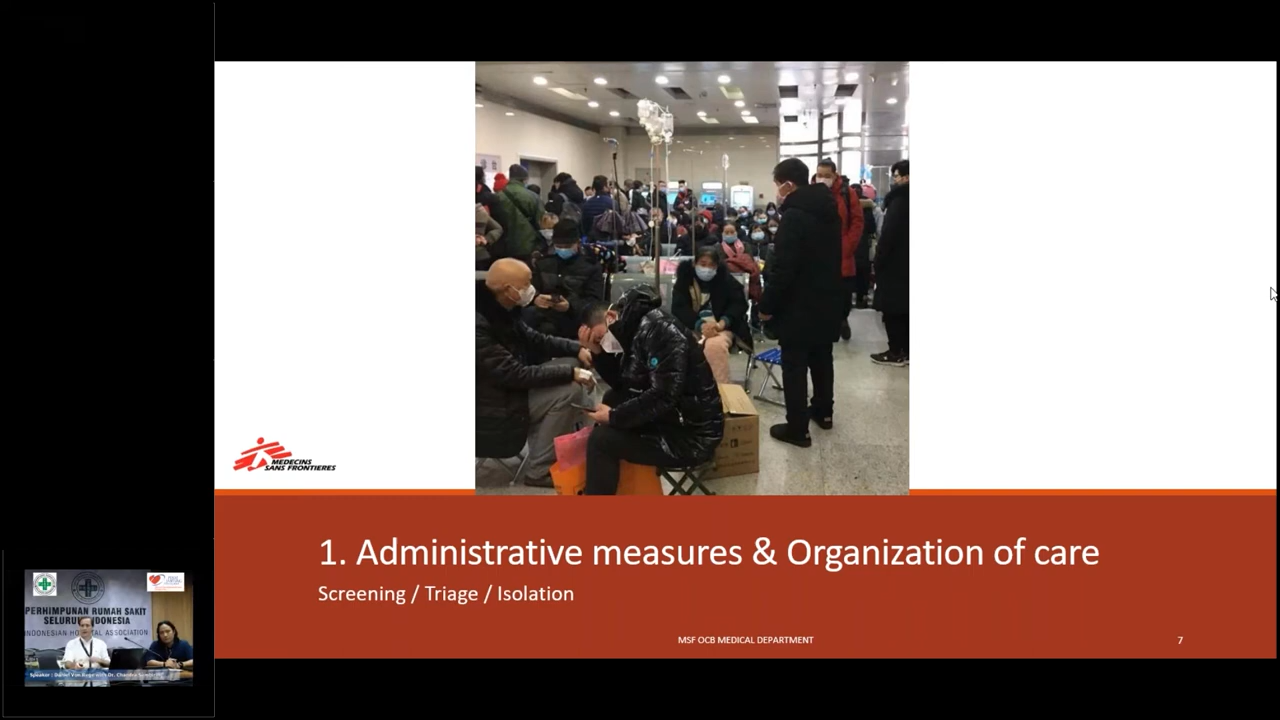 MEDECINS
SANS FRONTIERES
1. Administrative measures & Organization of care
Screening / Triage / Isolation
MSF OCB MEDICAL DEPARTMENT
7
PERHIMPUNAN RUMAH SAKIT
SELURUH INDONESIA
INDONESIAN HOSPITAL ASSOCIATION